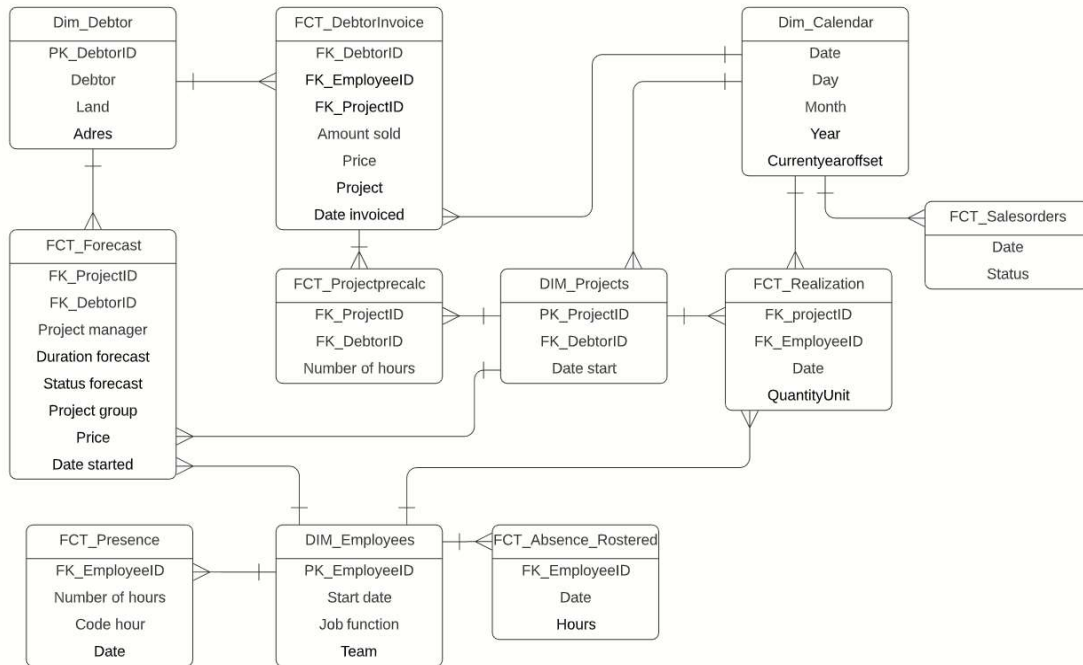 Dim_Debtor
PK_DebtorID
Debtor
Land
Adres
FCT_DebtorInvoice
FK_DebtorID
FK_EmployeeID
FK_ProjectID
Amount sold
Price
Project
Date invoiced
Dim_Calendar
Date
Day
Month
Year
Currentyearoffset
FCT_Salesorders
Date
Status
FCT_Forecast
FK_ProjectID
FK_DebtorID
Project manager
Duration forecast
Status forecast
Project group
Price
Date started
FCT_Projectprecalc
FK_ProjectID
FK_DebtorID
Number of hours
DIM_Projects
PK_ProjectID
FK_DebtorID
Date start
FCT_Realization
FK_projectID
FK_EmployeeID
Date
QuantityUnit
FCT_Presence
FK_EmployeeID
Number of hours
Code hour
Date
DIM_Employees
PK_EmployeeID
Start date
Job function
Team
FCT_Absence_Rostered
FK_EmployeeID
Date
Hours